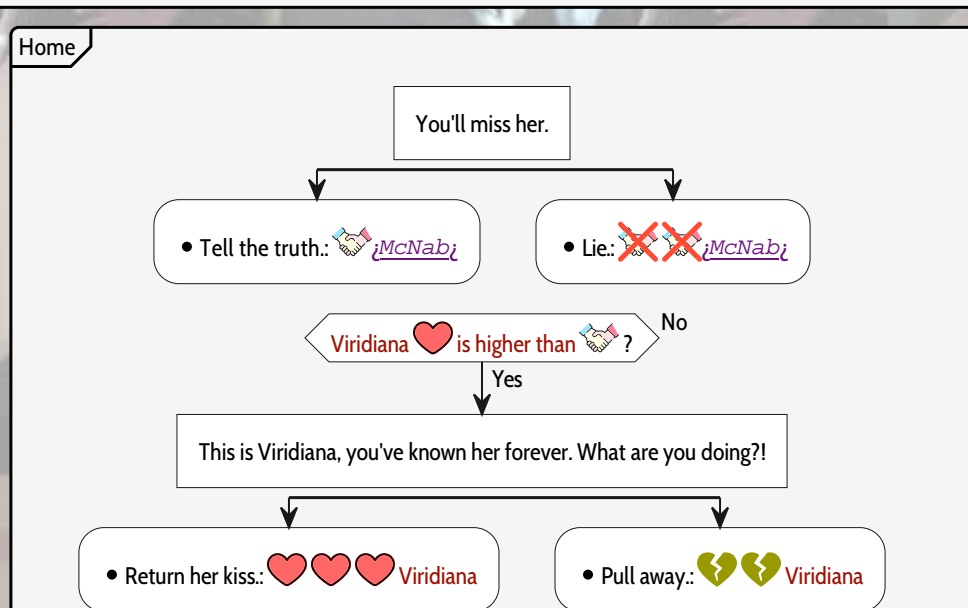 Home
You'll miss her.
• Tell the truth.: ¿McNab¿
• Lie.: ¿McNab¿
Viridiana is higher than ?
No
Yes
This is Viridiana, you've known her forever. What are you doing?!
• Return her kiss.: Viridiana
• Pull away.: Viridiana